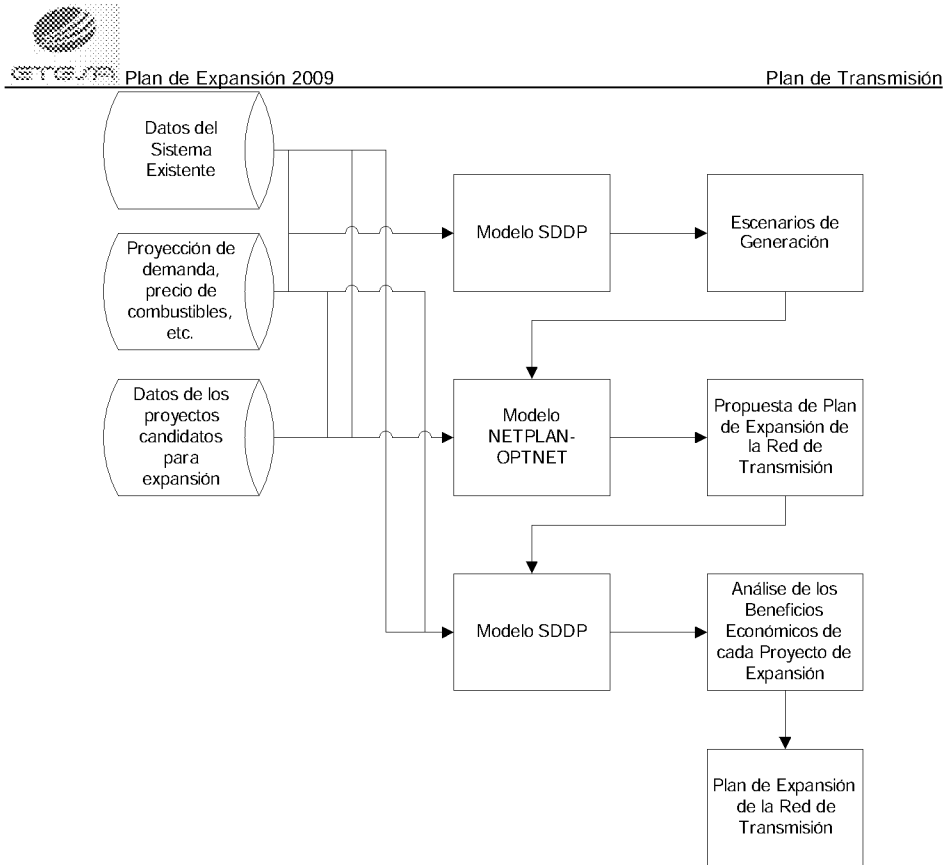 ETESA
Plan de Expansión 2009
Plan de Transmisión
Datos del
Sistema
Existente
Modelo SDDP
Escenarios de
Generación
Proyección de
demanda,
precio de
combustibles,
etc.
Datos de los
proyectos
candidatos
para
expansión
Modelo
NETPLAN-
OPTNET
Propuesta de Plan
de Expansión de
la Red de
Transmisión
Modelo SDDP
Análise de los
Beneficios
Económicos de
cada Proyecto de
Expansión
Plan de Expansión
de la Red de
Transmisión